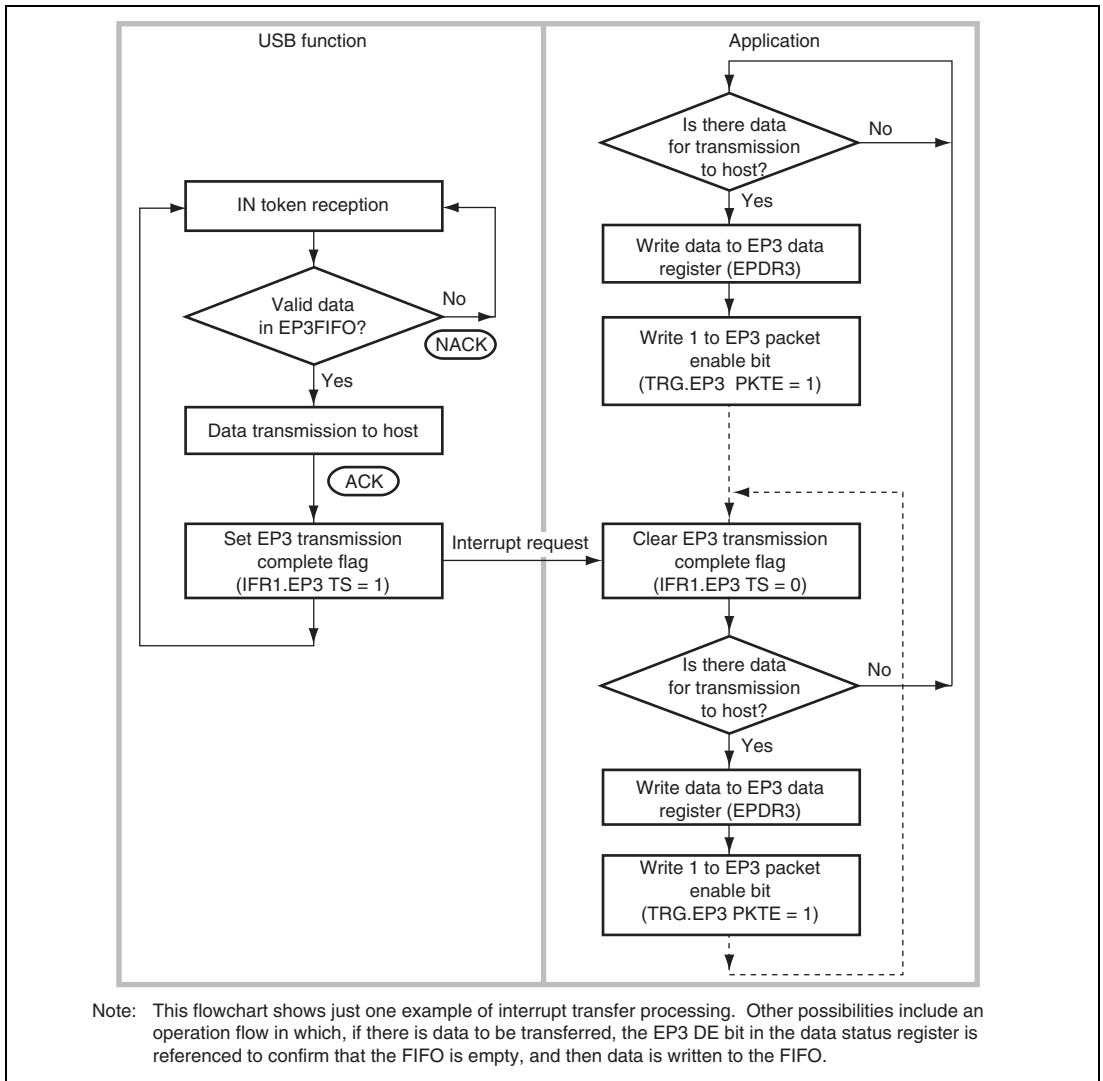 USB function
Application
Is there data
for transmission
to host?
No
Yes
IN token reception
Write data to EP3 data
register (EPDR3)
Valid data
in EP3FIFO?
No
NACK
Yes
Write 1 to EP3 packet
enable bit
(TRG.EP3 PKTE = 1)
Data transmission to host
ACK
Set EP3 transmission
complete flag
(IFR1.EP3 TS = 1)
Interrupt request
Clear EP3 transmission
complete flag
(IFR1.EP3 TS = 0)
Is there data
for transmission
to host?
No
Yes
Write data to EP3 data
register (EPDR3)
Write 1 to EP3 packet
enable bit
(TRG.EP3 PKTE = 1)
Note: This flowchart shows just one example of interrupt transfer processing. Other possibilities include an
operation flow in which, if there is data to be transferred, the EP3 DE bit in the data status register is
referenced to confirm that the FIFO is empty, and then data is written to the FIFO.